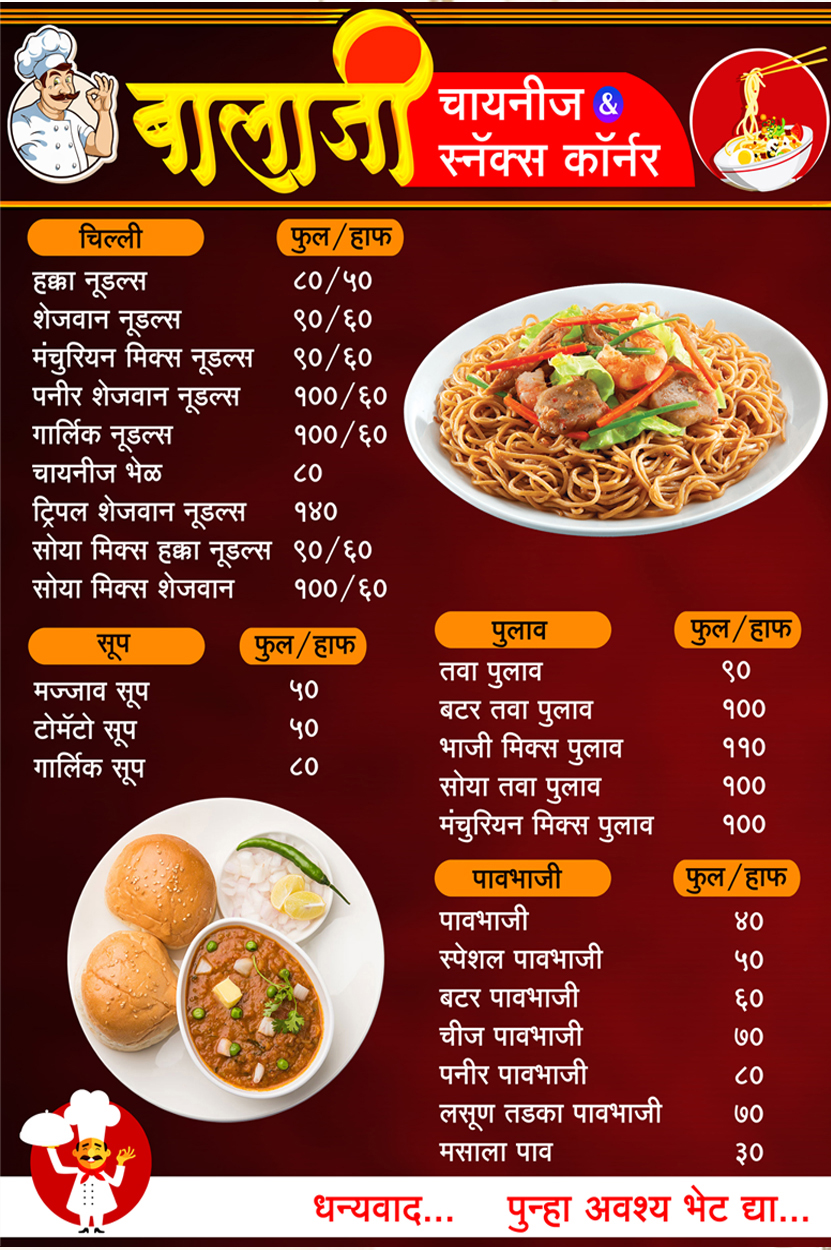 बालाजी
चायनीज &
स्नॅक्स कॉर्नर
चिल्ली फुल/हाफ
हक्का नूडल्स ८०/५०
शेजवान नूडल्स ९०/६०
मंचुरियन मिक्स नूडल्स ९०/६०
पनीर शेजवान नूडल्स १००/६०
गार्लिक नूडल्स १००/६०
चायनीज भेळ ८०
ट्रिपल शेजवान नूडल्स १४०
सोया मिक्स हक्का नूडल्स ९०/६०
सोया मिक्स शेजवान १००/६०
सूप फुल/हाफ
मज्जाव सूप ५०
टोमॅटो सूप ५०
गार्लिक सूप ८०
पुलाव फुल/हाफ
तवा पुलाव ९०
बटर तवा पुलाव १००
भाजी मिक्स पुलाव ११०
सोया तवा पुलाव १००
मंचुरियन मिक्स पुलाव १००
पावभाजी फुल/हाफ
पावभाजी ४०
स्पेशल पावभाजी ५०
बटर पावभाजी ६०
चीज पावभाजी ७०
पनीर पावभाजी ८०
लसूण तडका पावभाजी ७०
मसाला पाव ३०
धन्यवाद... पुन्हा अवश्य भेट द्या...